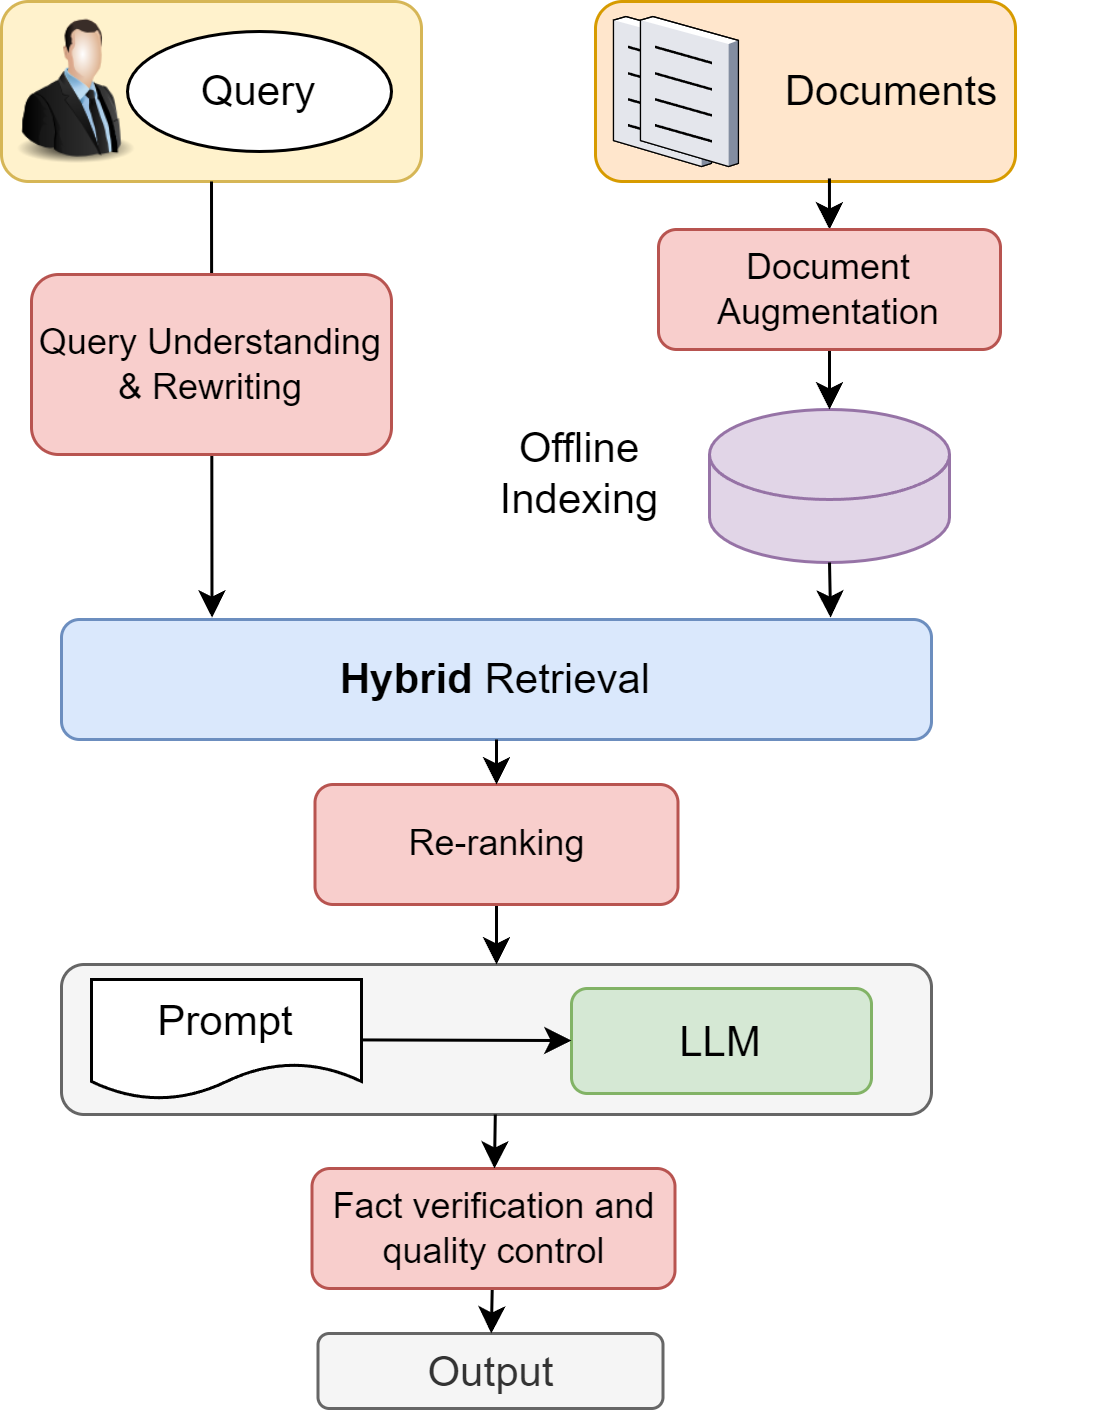 Query
Documents
Document
Augmentation
Query Understanding
& Rewriting
Offline
Indexing
Hybrid Retrieval
Re-ranking
Prompt
LLM
Fact verification and
quality control
Output